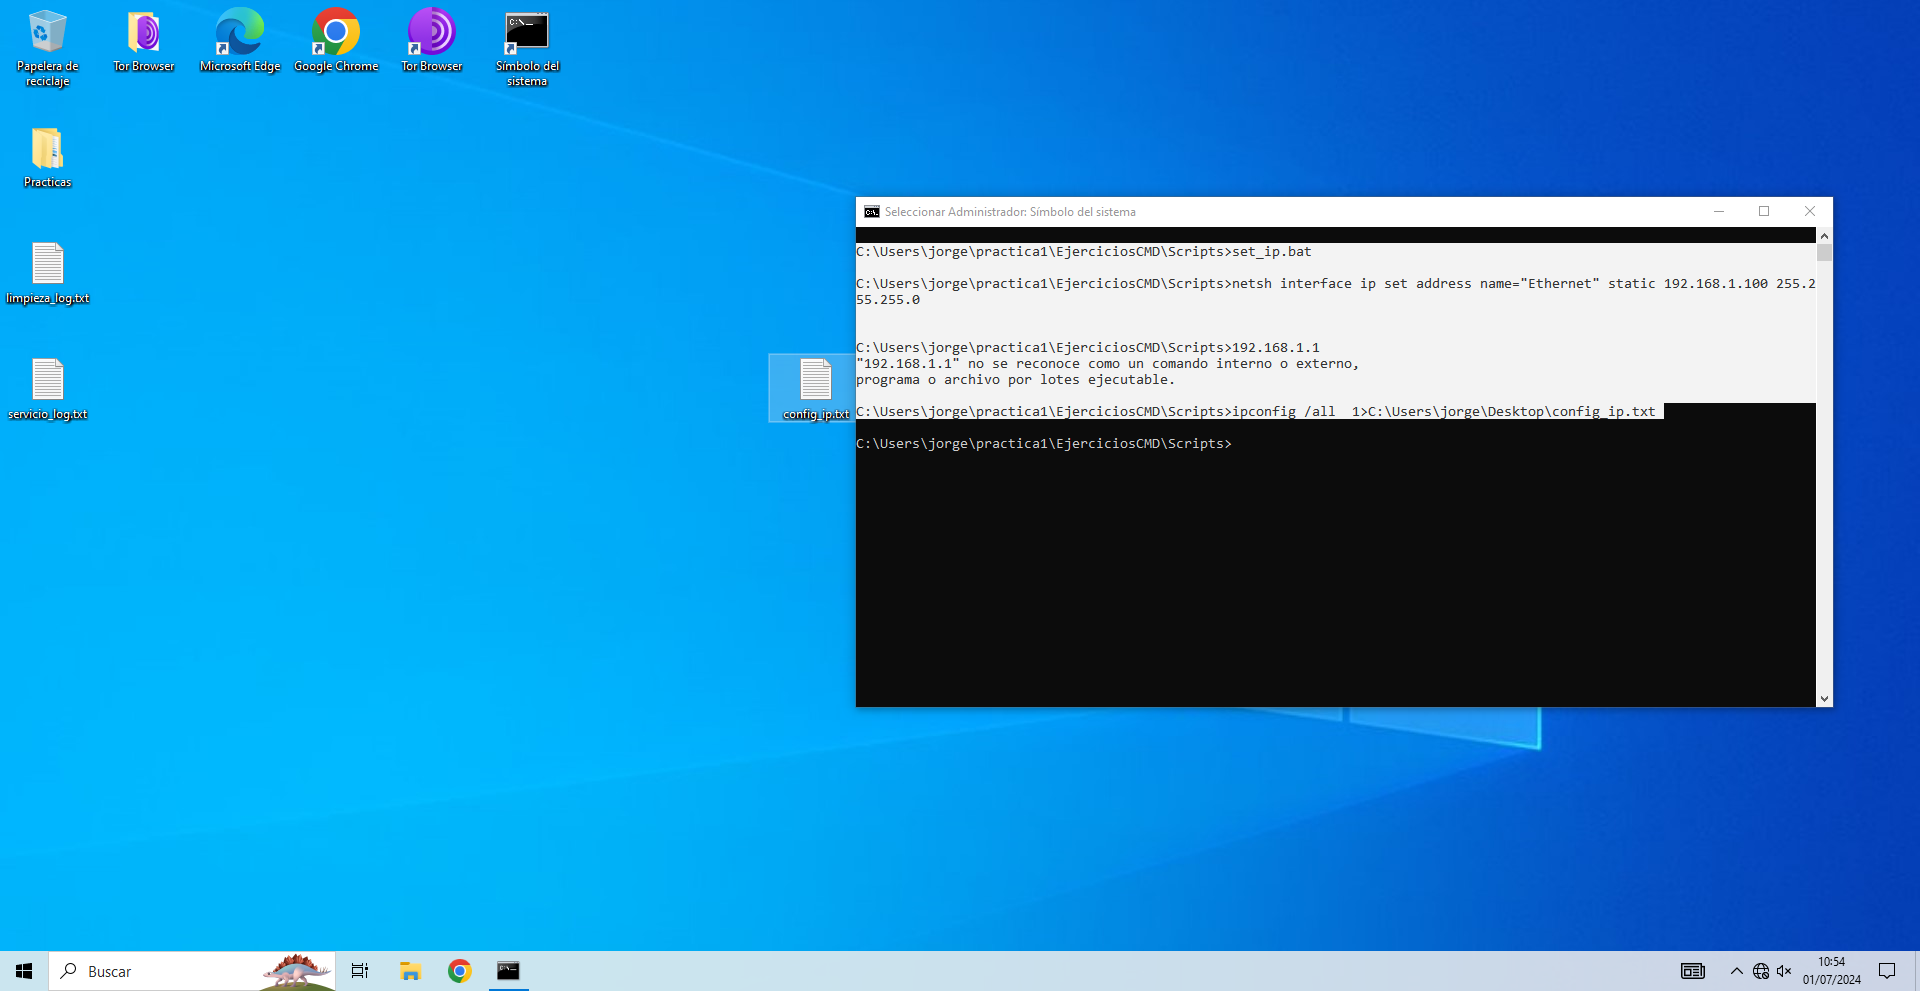 Papelera de
reciclaje
Tor Browser
Microsoft Edge
Google Chrome
Tor Browser
Símbolo del
sistema
Practicas
limpieza_log.txt
servicio_log.txt
config_ip.txt
Seleccionar Administrador: Símbolo del sistema
C:\Users\jorge\practica1\EjerciciosCMD\Scripts>set_ip.bat
C:\Users\jorge\practica1\EjerciciosCMD\Scripts>netsh interface ip set address name="Ethernet" static 192.168.1.100 255.2
55.255.0
C:\Users\jorge\practica1\EjerciciosCMD\Scripts>192.168.1.1
"192.168.1.1" no se reconoce como un comando interno o externo,
programa o archivo por lotes ejecutable.
C:\Users\jorge\practica1\EjerciciosCMD\Scripts>ipconfig /all  1>C:\Users\jorge\Desktop\config_ip.txt
C:\Users\jorge\practica1\EjerciciosCMD\Scripts>
Buscar
10:54
01/07/2024